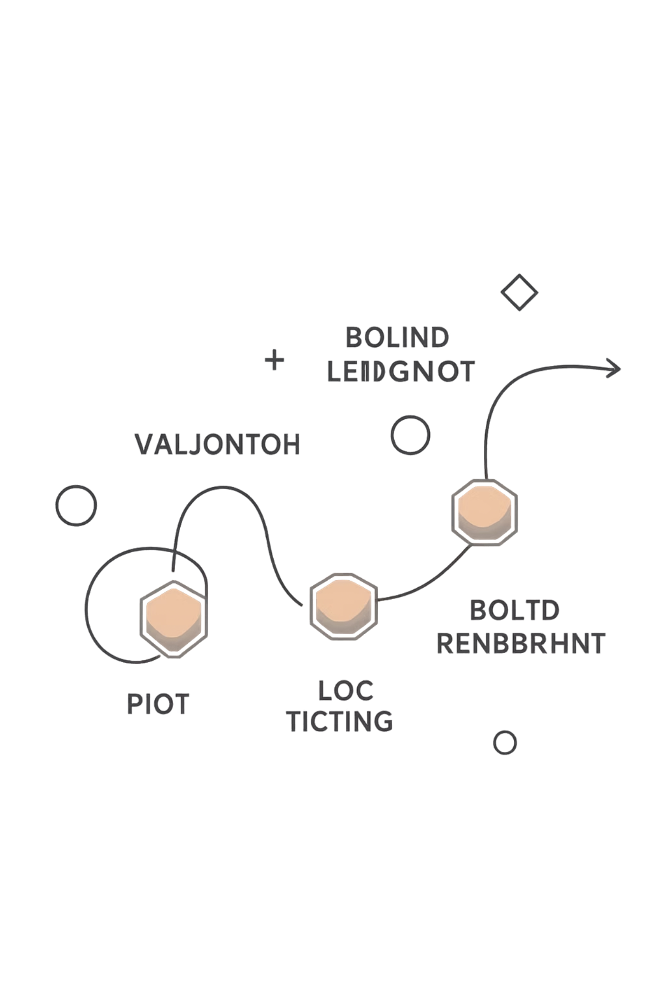 BOLIND
VALJONTOH
BOLTD
RENBBRHNT
PIOT
LOC
TICTING